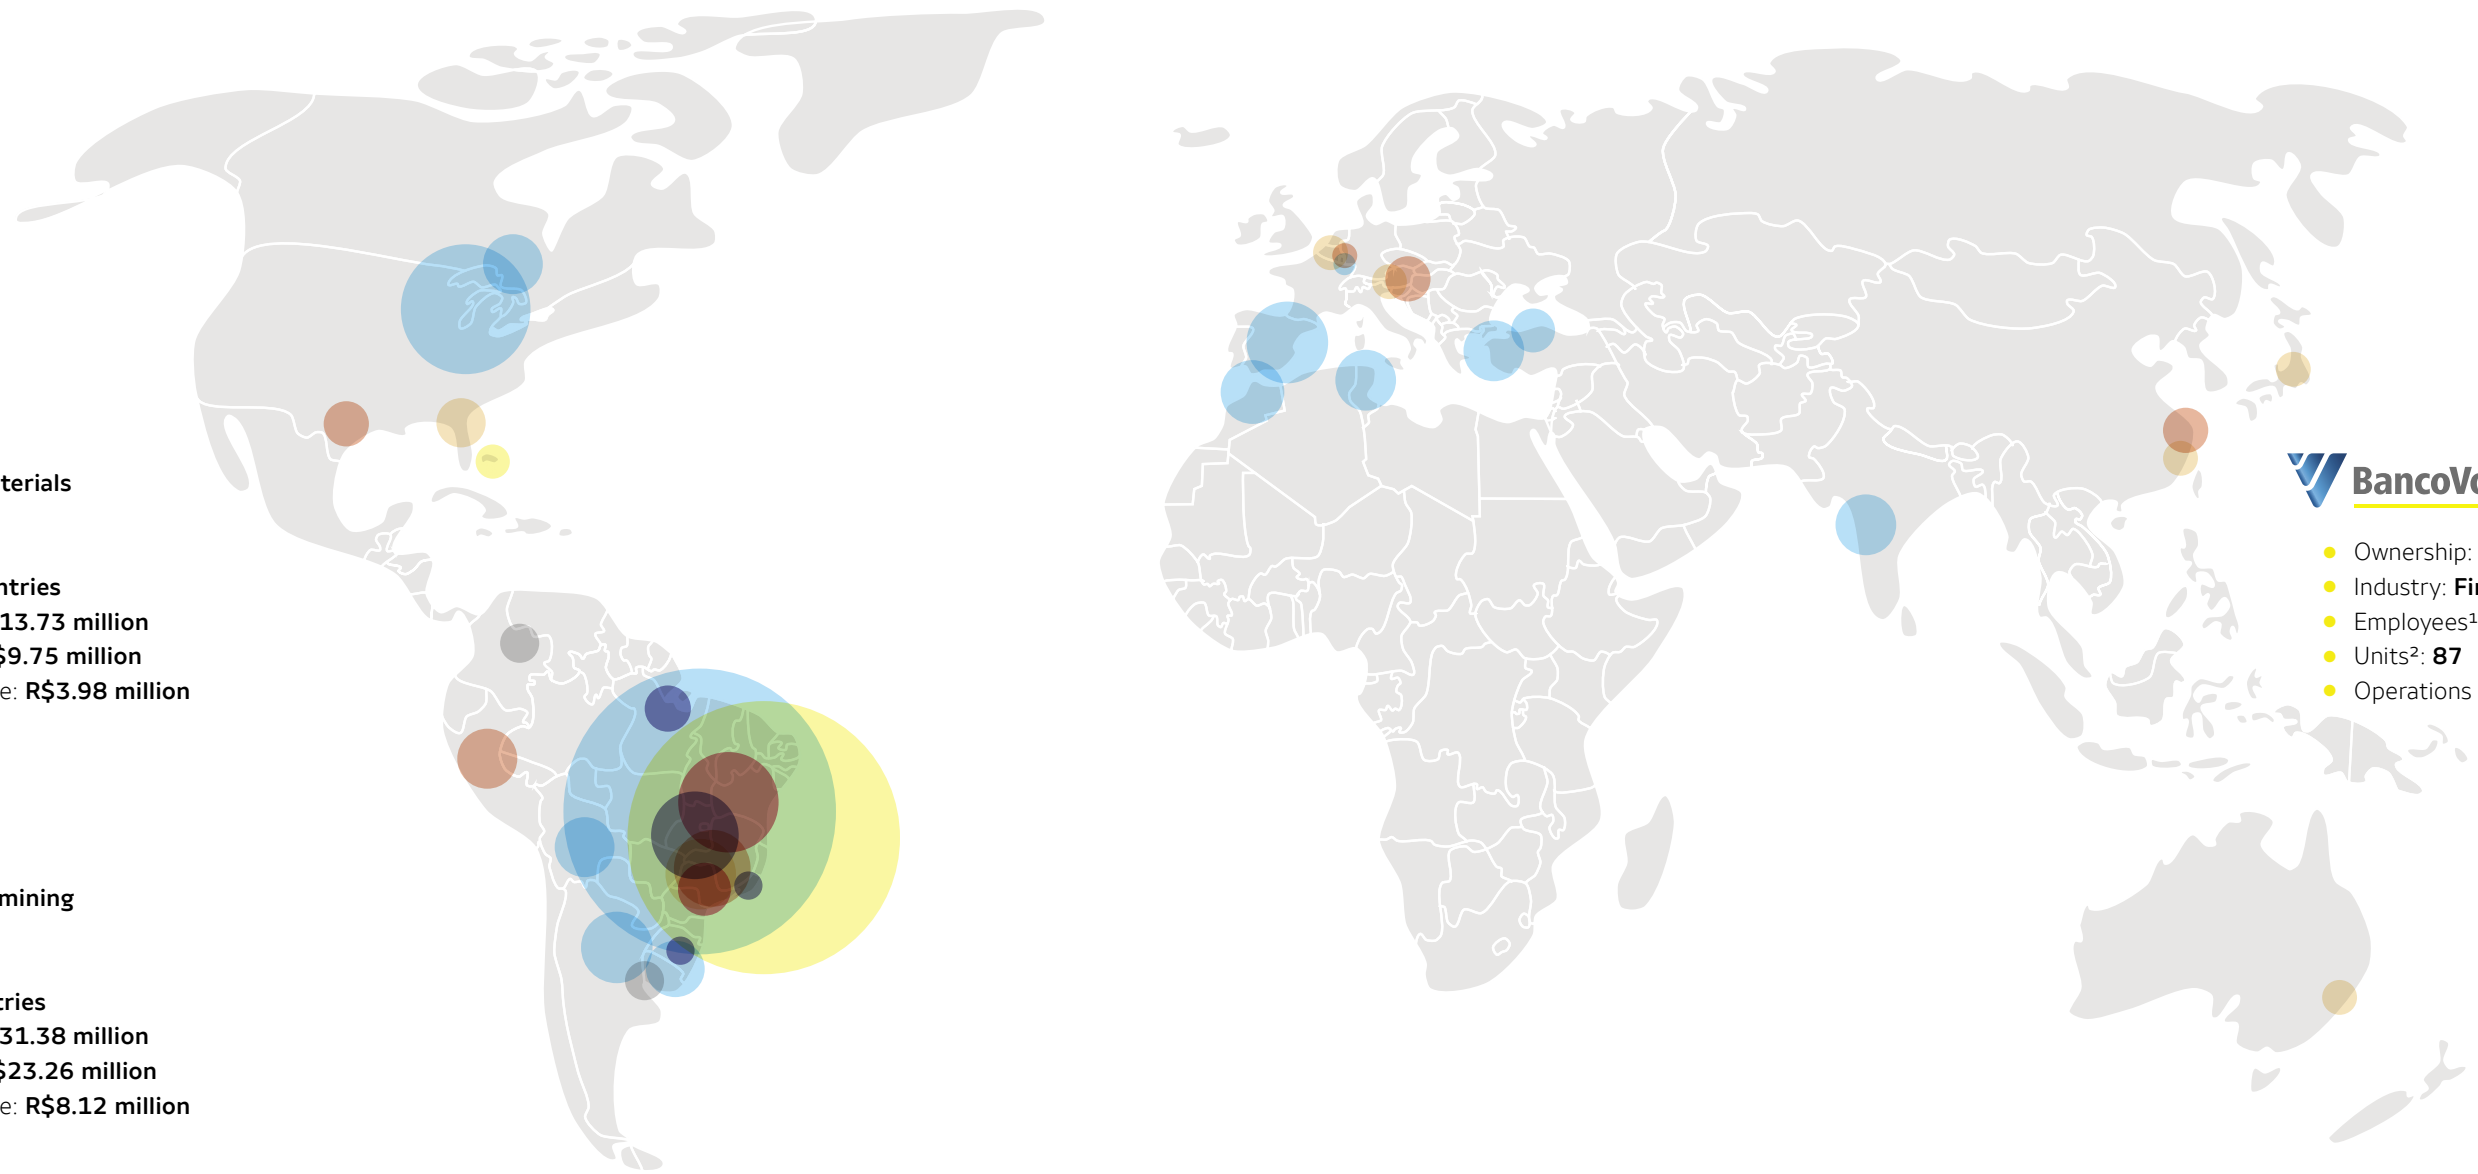 terials
ntries
13.73 million
$9.75 million
e: R$3.98 million
mining
tries
31.38 million
$23.26 million
e: R$8.12 million
BancoVo
Ownership:
Industry: Fi
Employees¹
Units²: 87
Operations